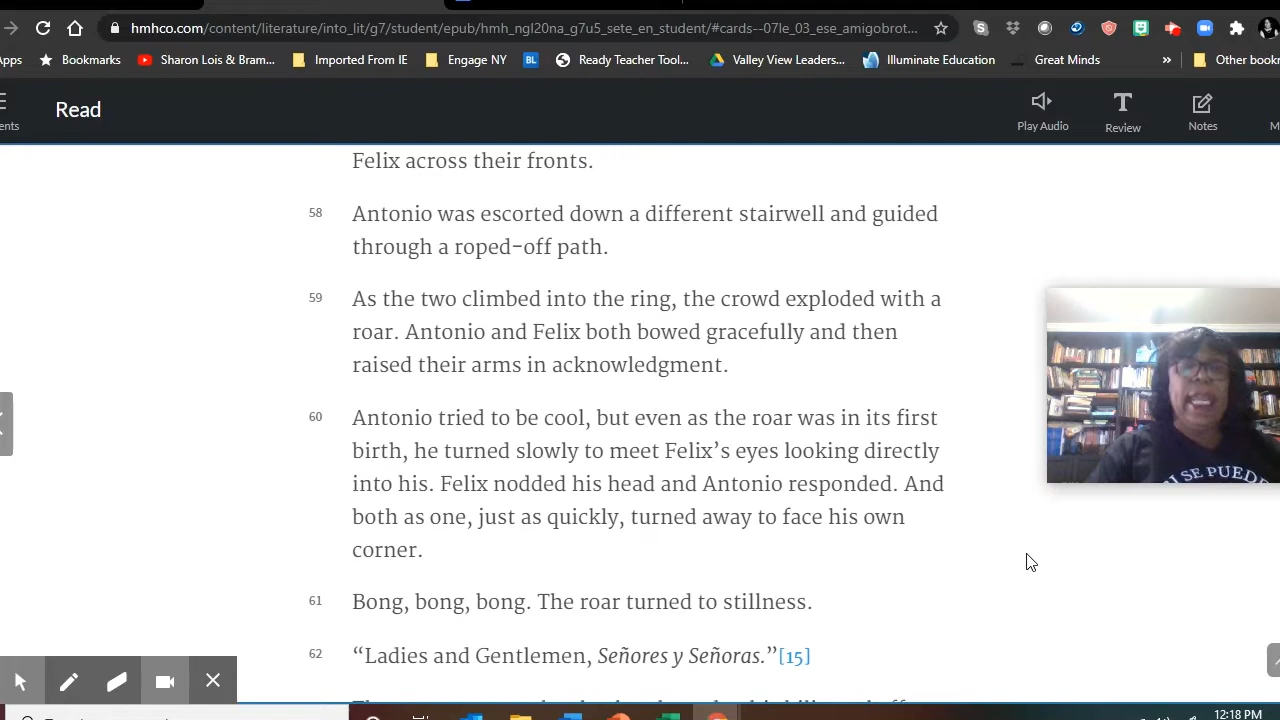 hmhco.com/content/literature/into_lit/g7/student/epub/hmh_ngl20na_g7u5_sete_en_student/#cards--07le_03_ese_amigobrot...
Apps Bookmarks Sharon Lois & Bram... Imported From IE Engage NY BL Ready Teacher Tool... Valley View Leaders... Illuminate Education Great Minds » Other bookr
Read
ents Play Audio Review Notes M
Felix across their fronts.
58 Antonio was escorted down a different stairwell and guided
through a roped-off path.
59 As the two climbed into the ring, the crowd exploded with a
roar. Antonio and Felix both bowed gracefully and then
raised their arms in acknowledgment.
60 Antonio tried to be cool, but even as the roar was in its first
birth, he turned slowly to meet Felix’s eyes looking directly
into his. Felix nodded his head and Antonio responded. And
both as one, just as quickly, turned away to face his own
corner.
SE PUEDE
61 Bong, bong, bong. The roar turned to stillness.
62 “Ladies and Gentlemen, Señores y Señoras.”[15]
12:18 PM